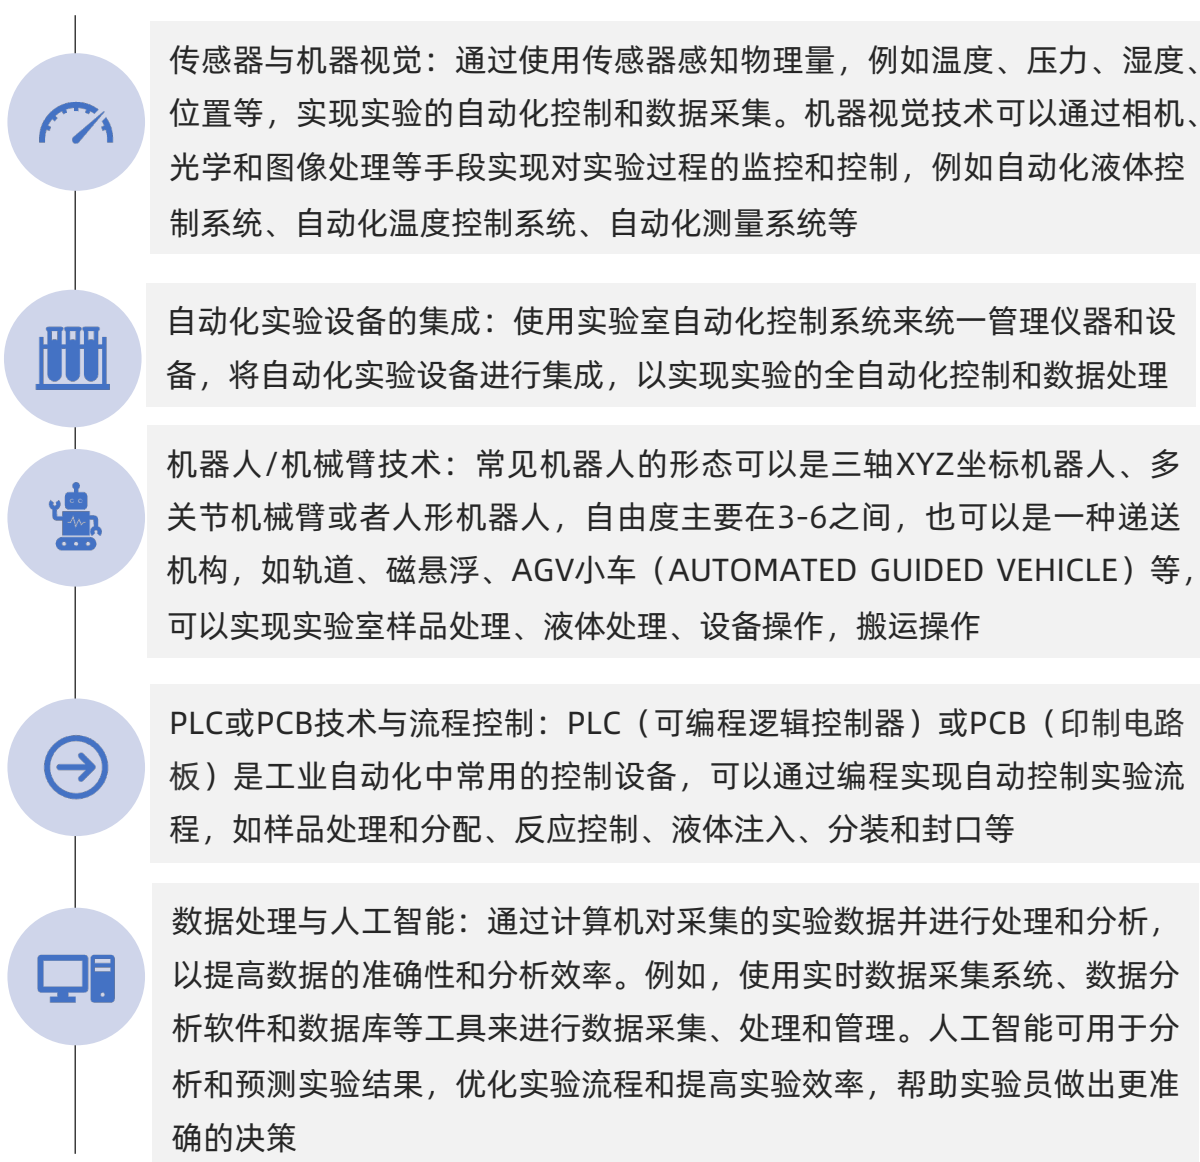 传感器与机器视觉：通过使用传感器感知物理量，例如温度、压力、湿度、
位置等，实现实验的自动化控制和数据采集。机器视觉技术可以通过相机、
光学和图像处理等手段实现对实验过程的监控和控制，例如自动化液体控
制系统、自动化温度控制系统、自动化测量系统等
自动化实验设备的集成：使用实验室自动化控制系统来统一管理仪器和设
备，将自动化实验设备进行集成，以实现实验的全自动化控制和数据处理
机器人/机械臂技术：常见机器人的形态可以是三轴XYZ坐标机器人、多
关节机械臂或者人形机器人，自由度主要在3-6之间，也可以是一种递送
机构，如轨道、磁悬浮、AGV小车（AUTOMATED GUIDED VEHICLE）等，
可以实现实验室样品处理、液体处理、设备操作，搬运操作
PLC或PCB技术与流程控制：PLC（可编程逻辑控制器）或PCB（印制电路
板）是工业自动化中常用的控制设备，可以通过编程实现自动控制实验流
程，如样品处理和分配、反应控制、液体注入、分装和封口等
数据处理与人工智能：通过计算机对采集的实验数据并进行处理和分析，
以提高数据的准确性和分析效率。例如，使用实时数据采集系统、数据分
析软件和数据库等工具来进行数据采集、处理和管理。人工智能可用于分
析和预测实验结果，优化实验流程和提高实验效率，帮助实验员做出更准
确的决策